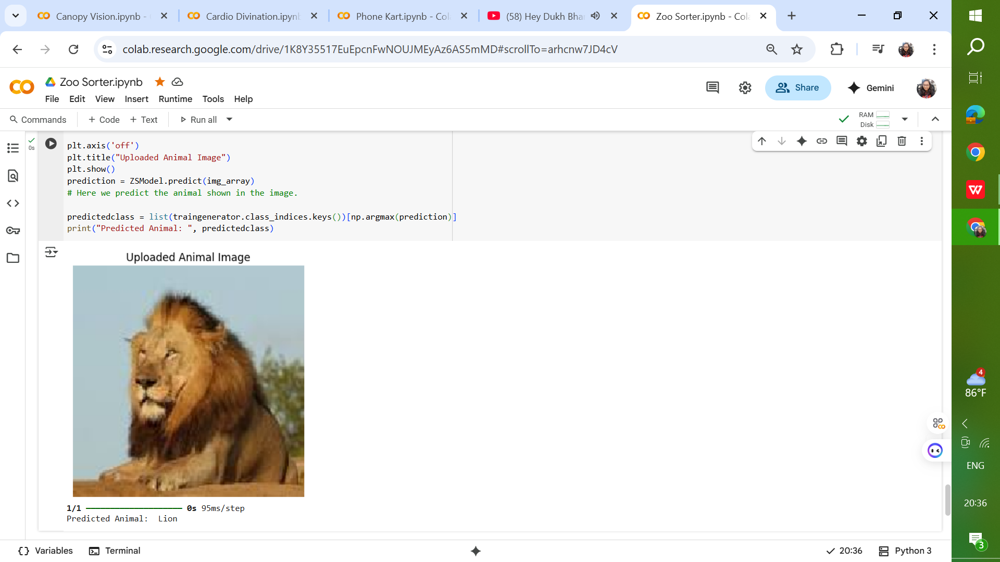 Canopy Vision.ipynb -
Cardio Divination.ipynb
Phone Kart.ipynb - Col
(58) Hey Dukh Bhan
Zoo Sorter.ipynb - Col
colab.research.google.com/drive/1K8Y35517EuEpcnFwNOUJMEyAz6AS5mMD#scrollTo=arhcnw7JD4cV
Zoo Sorter.ipynb
File Edit View Insert Runtime Tools Help
Share
Gemini
Commands + Code + Text Run all
RAM
Disk
0s
plt.axis('off')
plt.title("Uploaded Animal Image")
plt.show()
prediction = ZSModel.predict(img_array)
# Here we predict the animal shown in the image.
predictedclass = list(traingenerator.class_indices.keys())[np.argmax(prediction)]
print("Predicted Animal: ", predictedclass)
Uploaded Animal Image
1/1 ━━━━━━━━━━━━━━━━━━━━ 0s 95ms/step
Predicted Animal:  Lion
Variables Terminal
20:36 Python 3
4
86°F
ENG
20:36
3